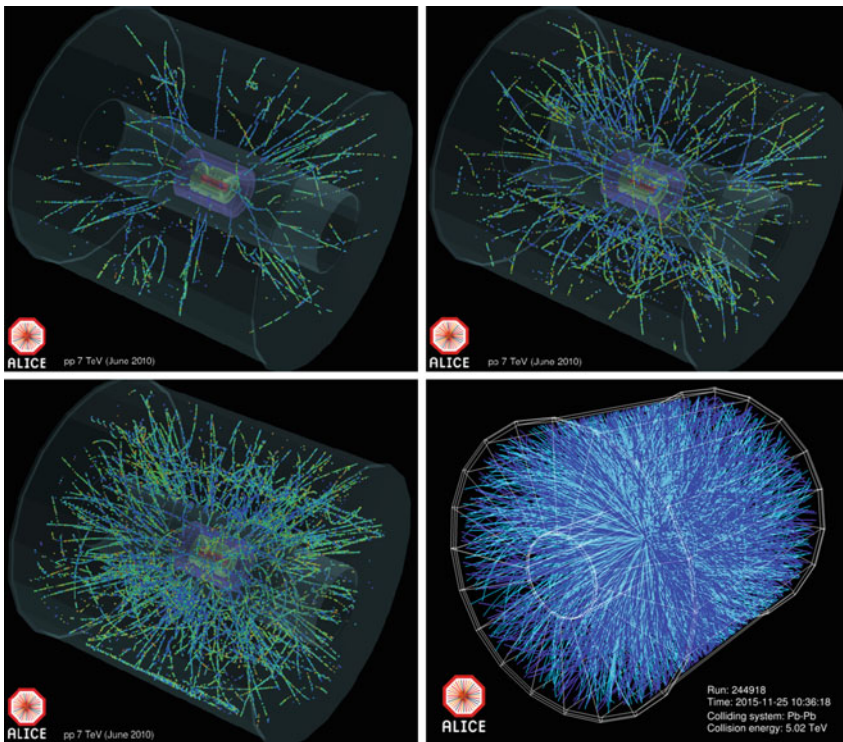 ALICE
pp 7 TeV (June 2010)
ALICE
pp 7 TeV (June 2010)
ALICE
pp 7 TeV (June 2010)
ALICE
Run: 244918
Time: 2015-11-25 10:36:18
Colliding system: Pb-Pb
Collision energy: 5.02 TeV